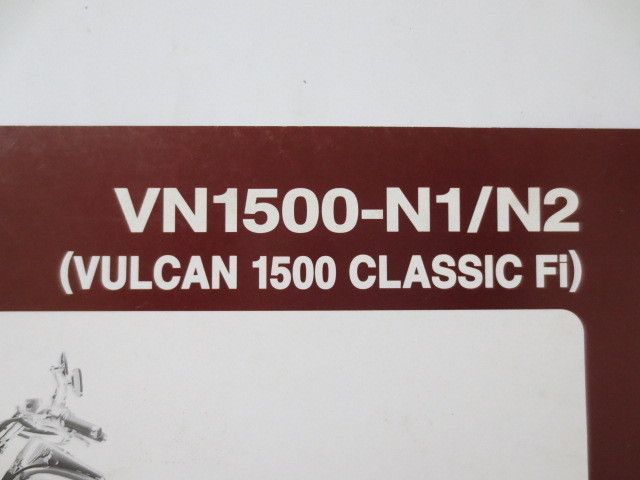 VN1500-N1/N2
(VULCAN 1500 CLASSIC Fi)